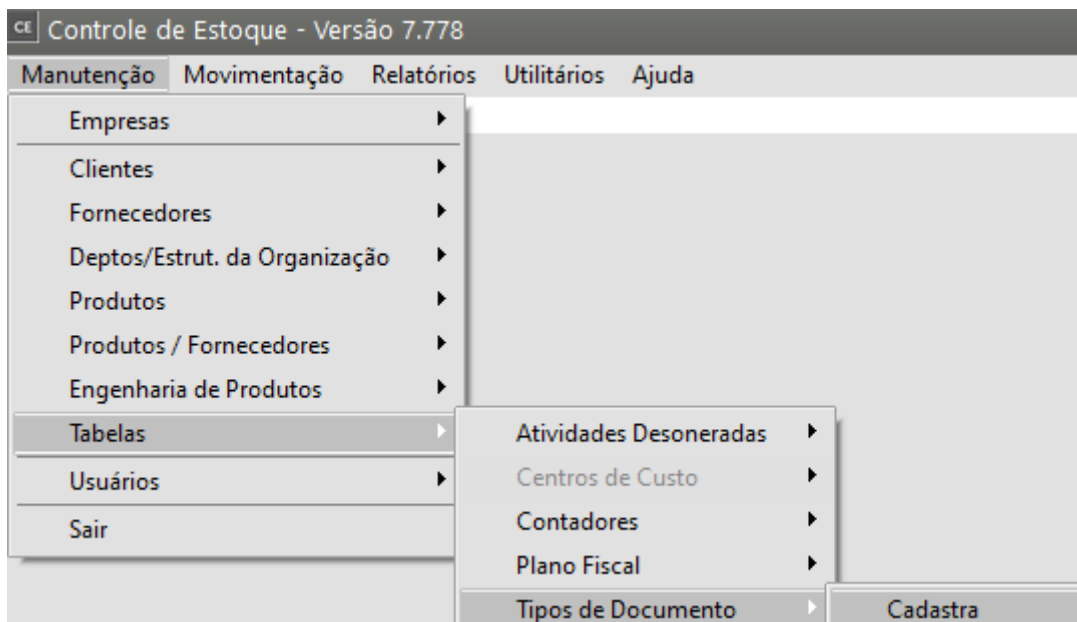 CE Controle de Estoque - Versão 7.778
Manutenção Movimentação Relatórios Utilitários Ajuda
Empresas
Clientes
Fornecedores
Deptos/Estrut. da Organização
Produtos
Produtos / Fornecedores
Engenharia de Produtos
Tabelas
Usuários
Sair
Atividades Desoneradas
Centros de Custo
Contadores
Plano Fiscal
Tipos de Documento
Cadastra